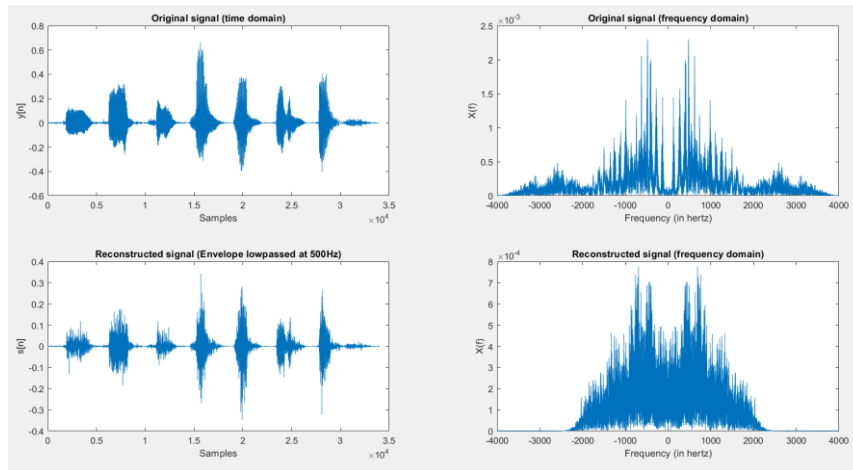 Original signal (time domain)
0.8
0.6
0.4
0.2
0
-0.2
-0.4
-0.6
y[n]
0 0.5 1 1.5 2 2.5 3 3.5
Samples
×10⁴
Original signal (frequency domain)
×10⁻³
2.5
2
1.5
1
0.5
0
X(f)
-4000 -3000 -2000 -1000 0 1000 2000 3000 4000
Frequency (in hertz)
Reconstructed signal (Envelope lowpassed at 500Hz)
0.4
0.3
0.2
0.1
0
-0.1
-0.2
-0.3
-0.4
s[n]
0 0.5 1 1.5 2 2.5 3 3.5
Samples
×10⁴
Reconstructed signal (frequency domain)
×10⁻⁴
8
7
6
5
4
3
2
1
0
X(f)
-4000 -3000 -2000 -1000 0 1000 2000 3000 4000
Frequency (in hertz)